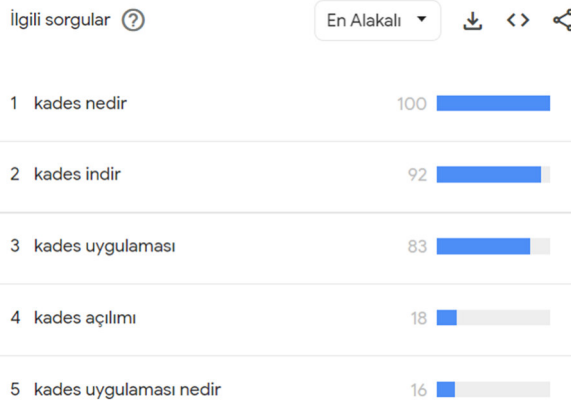 İlgili sorgular ?
En Alakalı
1 kades nedir 100
2 kades indir 92
3 kades uygulaması 83
4 kades açılımı 18
5 kades uygulaması nedir 16